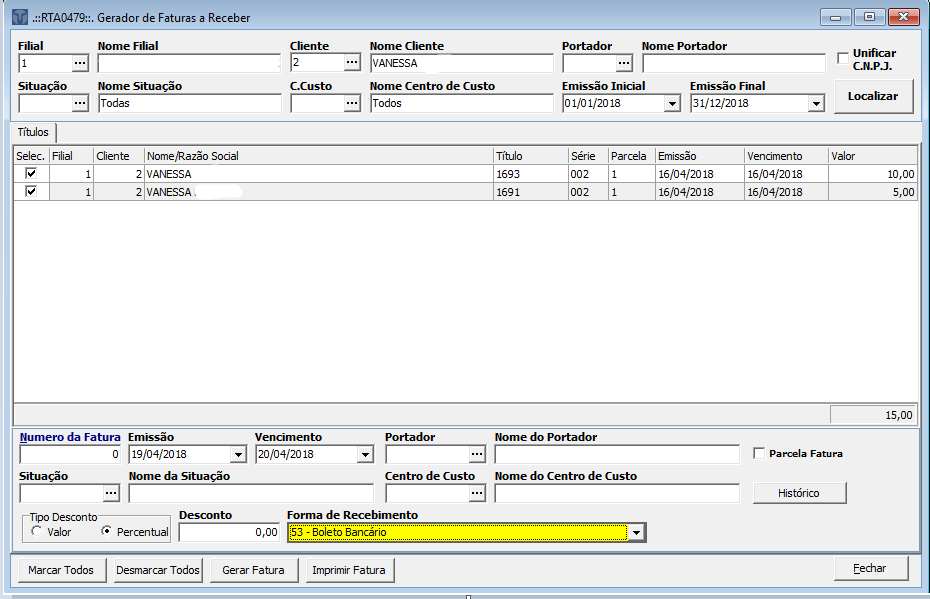 .::RTA0479::. Gerador de Faturas a Receber
Filial Nome Filial Cliente Nome Cliente Portador Nome Portador
1 ... 2 ... VANESSA ... Unificar C.N.P.J.
Situação Nome Situação C.Custo Nome Centro de Custo Emissão Inicial Emissão Final
... Todas ... Todos 01/01/2018 31/12/2018 Localizar
Títulos
Selec. Filial Cliente Nome/Razão Social Título Série Parcela Emissão Vencimento Valor
1 2 VANESSA 1693 002 1 16/04/2018 16/04/2018 10,00
1 2 VANESSA 1691 002 1 16/04/2018 16/04/2018 5,00
15,00
Numero da Fatura Emissão Vencimento Portador Nome do Portador
0 19/04/2018 20/04/2018 ... Parcela Fatura
Situação Nome da Situação Centro de Custo Nome do Centro de Custo
... ... Histórico
Tipo Desconto Desconto Forma de Recebimento
Valor Percentual 0,00 53 - Boleto Bancário
Marcar Todos Desmarcar Todos Gerar Fatura Imprimir Fatura Fechar